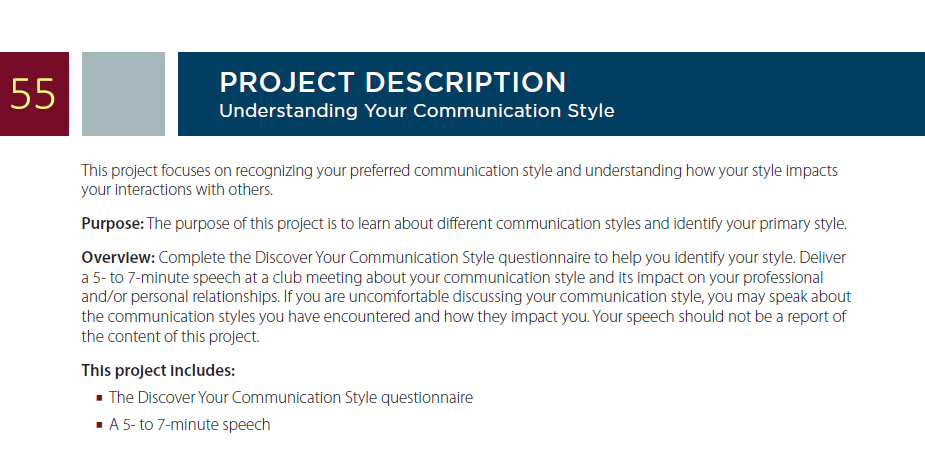 55
PROJECT DESCRIPTION
Understanding Your Communication Style
This project focuses on recognizing your preferred communication style and understanding how your style impacts
your interactions with others.
Purpose: The purpose of this project is to learn about different communication styles and identify your primary style.
Overview: Complete the Discover Your Communication Style questionnaire to help you identify your style. Deliver
a 5- to 7-minute speech at a club meeting about your communication style and its impact on your professional
and/or personal relationships. If you are uncomfortable discussing your communication style, you may speak about
the communication styles you have encountered and how they impact you. Your speech should not be a report of
the content of this project.
This project includes:
▪ The Discover Your Communication Style questionnaire
▪ A 5- to 7-minute speech